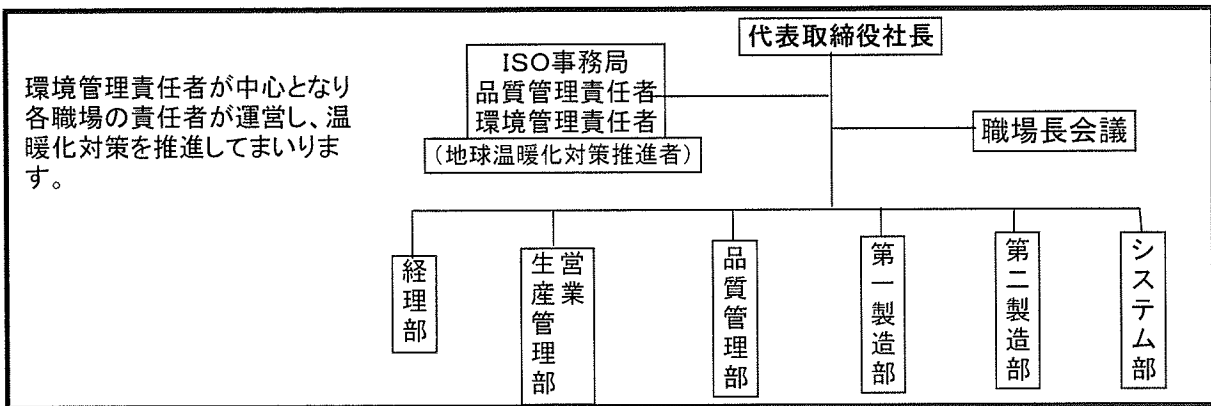 代表取締役社長
ISO事務局
品質管理責任者
環境管理責任者
(地球温暖化対策推進者)
環境管理責任者が中心となり
各職場の責任者が運営し、温
暖化対策を推進してまいりま
す。
職場長会議
経理部
営業
生産管理部
品質管理部
第一製造部
第二製造部
システム部